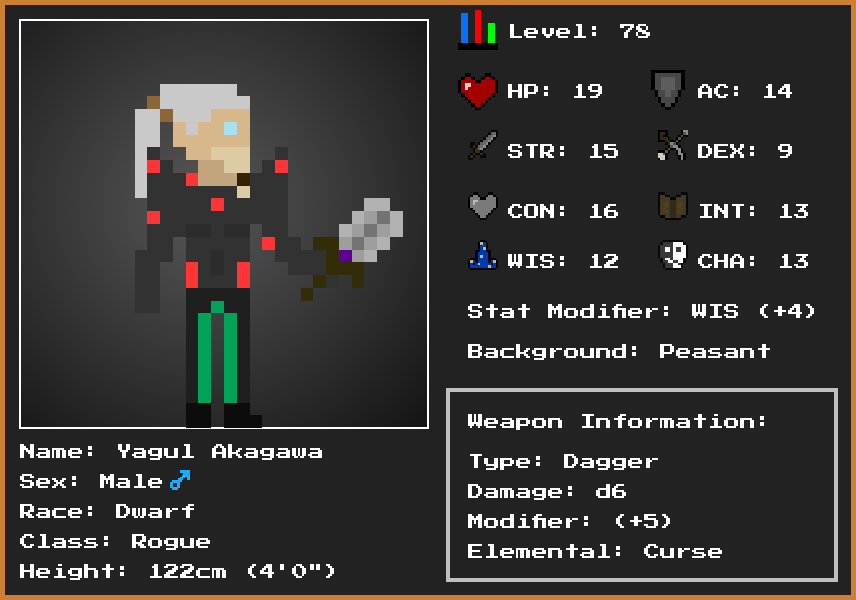 Level: 78
HP: 19 AC: 14
STR: 15 DEX: 9
CON: 16 INT: 13
WIS: 12 CHA: 13
Stat Modifier: WIS (+4)
Background: Peasant
Weapon Information:
Type: Dagger
Damage: d6
Modifier: (+5)
Elemental: Curse
Name: Yagul Akagawa
Sex: Male ♂
Race: Dwarf
Class: Rogue
Height: 122cm (4'0")